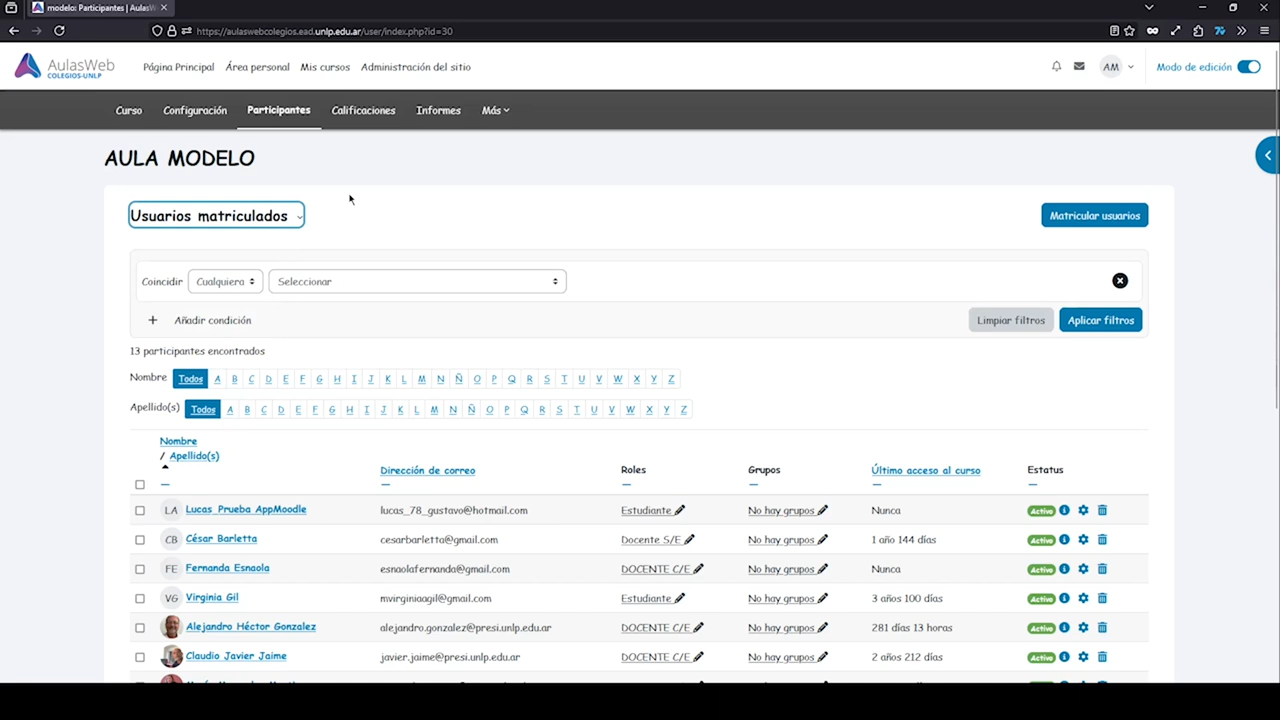 modelo: Participantes | AulasW
https://aulaswebcolegios.ead.unlp.edu.ar/user/index.php?id=30
AulasWeb
COLEGIOS-UNLP
Página Principal Área personal Mis cursos Administración del sitio
AM
Modo de edición
Curso Configuración Participantes Calificaciones Informes Más
AULA MODELO
Usuarios matriculados
Matricular usuarios
Coincidir Cualquiera Seleccionar
+ Añadir condición
Limpiar filtros Aplicar filtros
13 participantes encontrados
Nombre Todos A B C D E F G H I J K L M N Ñ O P Q R S T U V W X Y Z
Apellido(s) Todos A B C D E F G H I J K L M N Ñ O P Q R S T U V W X Y Z
Nombre
/ Apellido(s)
Dirección de correo Roles Grupos Último acceso al curso Estatus
LA Lucas Prueba AppMoodle lucas_78_gustavo@hotmail.com Estudiante No hay grupos Nunca Activo
CB César Barletta cesarbarletta@gmail.com Docente S/E No hay grupos 1 año 144 días Activo
FE Fernanda Esnaola esnaolafernanda@gmail.com DOCENTE C/E No hay grupos Nunca Activo
VG Virginia Gil mvirginiaagil@gmail.com Estudiante No hay grupos 3 años 100 días Activo
Alejandro Héctor Gonzalez alejandro.gonzalez@presi.unlp.edu.ar DOCENTE C/E No hay grupos 281 días 13 horas Activo
Claudio Javier Jaime javier.jaime@presi.unlp.edu.ar DOCENTE C/E No hay grupos 2 años 212 días Activo